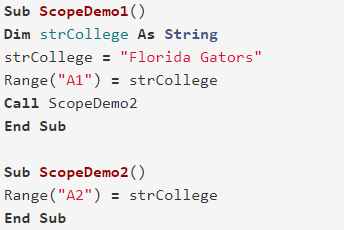 Sub ScopeDemo1()
Dim strCollege As String
strCollege = "Florida Gators"
Range("A1") = strCollege
Call ScopeDemo2
End Sub

Sub ScopeDemo2()
Range("A2") = strCollege
End Sub